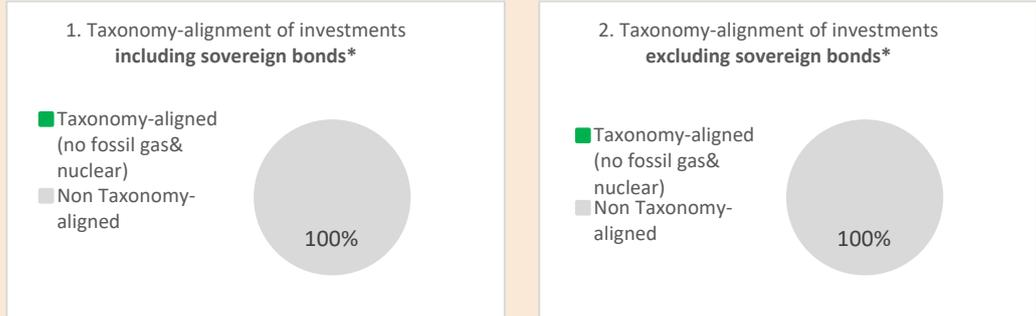 1. Taxonomy-alignment of investments
including sovereign bonds*
Taxonomy-aligned
(no fossil gas&
nuclear)
Non Taxonomy-
aligned
100%
2. Taxonomy-alignment of investments
excluding sovereign bonds*
Taxonomy-aligned
(no fossil gas&
nuclear)
Non Taxonomy-
aligned
100%